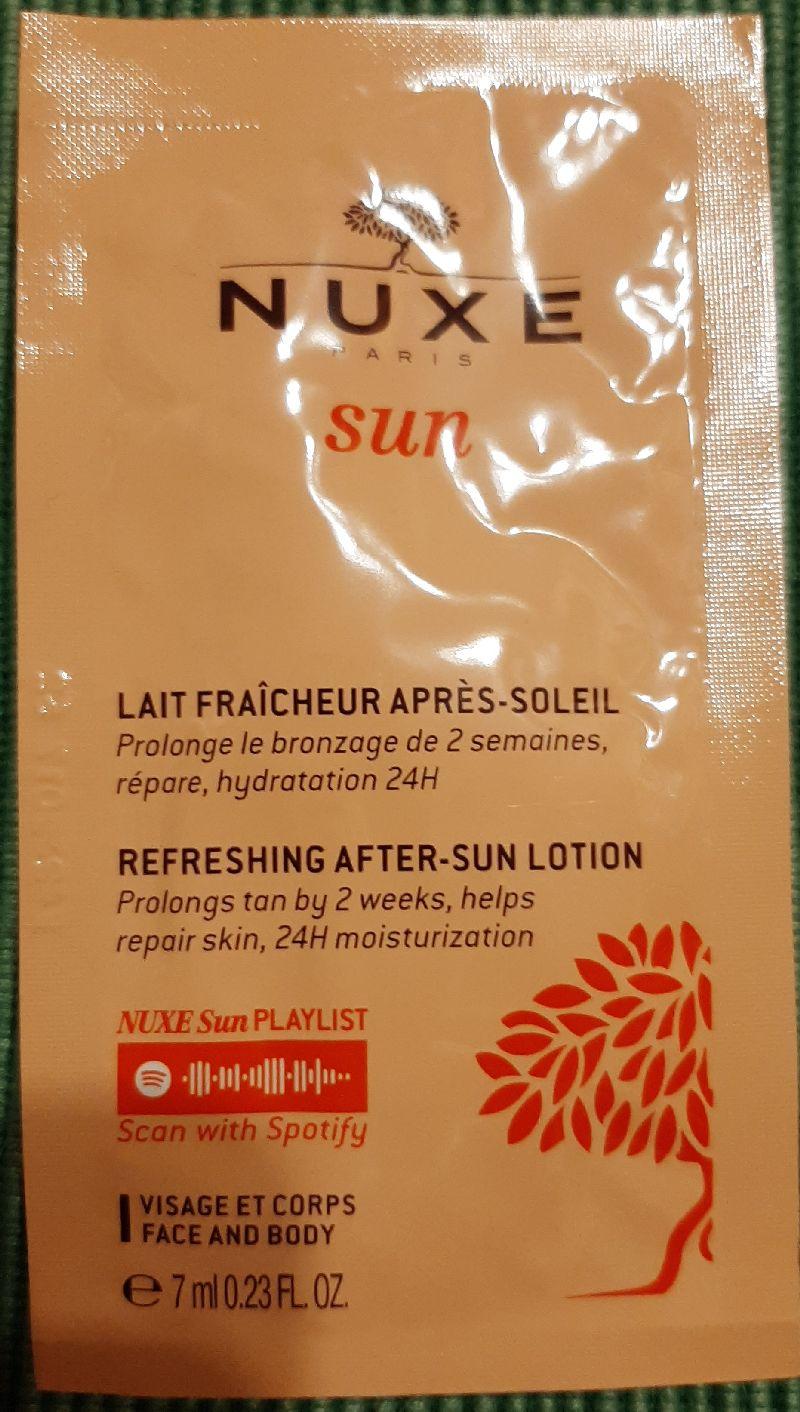 NUXE
PARIS
sun
LAIT FRAÎCHEUR APRÈS-SOLEIL
Prolonge le bronzage de 2 semaines,
répare, hydratation 24H
REFRESHING AFTER-SUN LOTION
Prolongs tan by 2 weeks, helps
repair skin, 24H moisturization
NUXE Sun PLAYLIST
Scan with Spotify
VISAGE ET CORPS
FACE AND BODY
℮ 7 ml 0.23 FL. OZ.